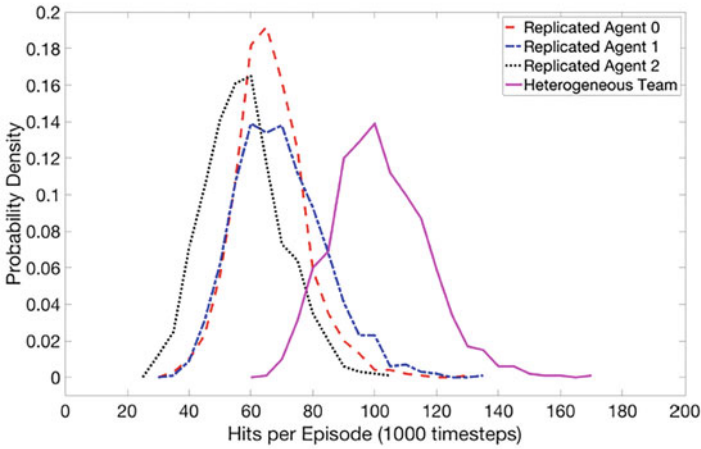 0.2
0.18
0.16
0.14
0.12
0.1
0.08
0.06
0.04
0.02
0
Probability Density
Replicated Agent 0
Replicated Agent 1
Replicated Agent 2
Heterogeneous Team
0 20 40 60 80 100 120 140 160 180 200
Hits per Episode (1000 timesteps)